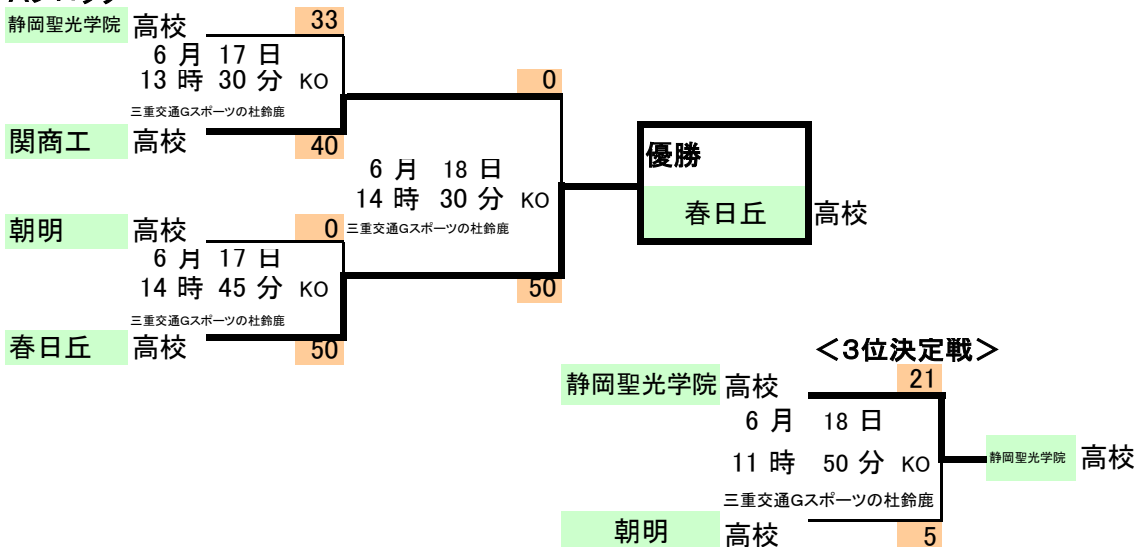 静岡聖光学院 高校 33
6 月 17 日
13 時 30 分 KO
三重交通Gスポーツの杜鈴鹿
関商工 高校 40
0
6 月 18 日
14 時 30 分 KO
三重交通Gスポーツの杜鈴鹿
50
優勝
春日丘 高校
朝明 高校 0
6 月 17 日
14 時 45 分 KO
三重交通Gスポーツの杜鈴鹿
春日丘 高校 50
＜3位決定戦＞
静岡聖光学院 高校 21
6 月 18 日
11 時 50 分 KO
三重交通Gスポーツの杜鈴鹿
朝明 高校 5
静岡聖光学院 高校